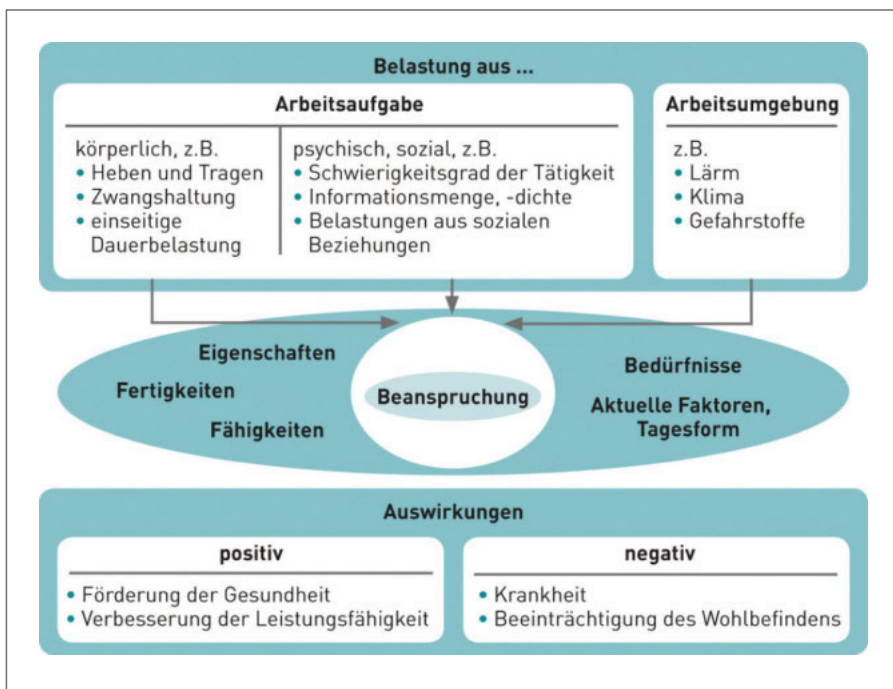 Belastung aus ...
Arbeitsaufgabe
körperlich, z.B.
• Heben und Tragen
• Zwangshaltung
• einseitige
Dauerbelastung
psychisch, sozial, z.B.
• Schwierigkeitsgrad der Tätigkeit
• Informationsmenge, -dichte
• Belastungen aus sozialen
Beziehungen
Arbeitsumgebung
z.B.
• Lärm
• Klima
• Gefahrstoffe
Eigenschaften
Fertigkeiten
Fähigkeiten
Beanspruchung
Bedürfnisse
Aktuelle Faktoren,
Tagesform
Auswirkungen
positiv
• Förderung der Gesundheit
• Verbesserung der Leistungsfähigkeit
negativ
• Krankheit
• Beeinträchtigung des Wohlbefindens